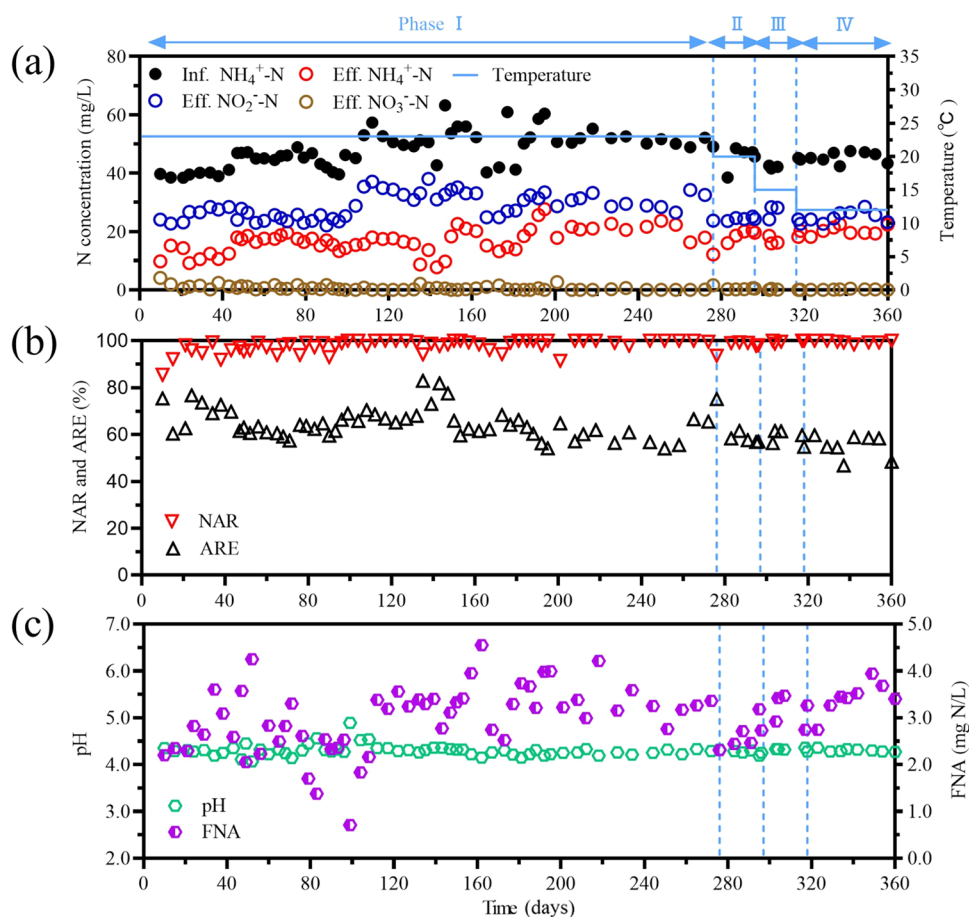 Phase Ⅰ Ⅱ Ⅲ Ⅳ
(a)
80 35
Inf. NH₄⁺-N Eff. NH₄⁺-N Temperature
30
60 Eff. NO₂⁻-N Eff. NO₃⁻-N
25
N concentration (mg/L)
40 20
15
20 10
5
0 0
Temperature (℃)
0 40 80 120 160 200 240 280 320 360
(b)
100
80
NAR and ARE (%)
60
40
20 NAR
ARE
0
0 40 80 120 160 200 240 280 320 360
(c)
7.0 5.0
6.0 4.0
5.0 3.0
pH FNA (mg N/L)
4.0 2.0
3.0 pH 1.0
FNA
2.0 0.0
0 40 80 120 160 200 240 280 320 360
Time (days)